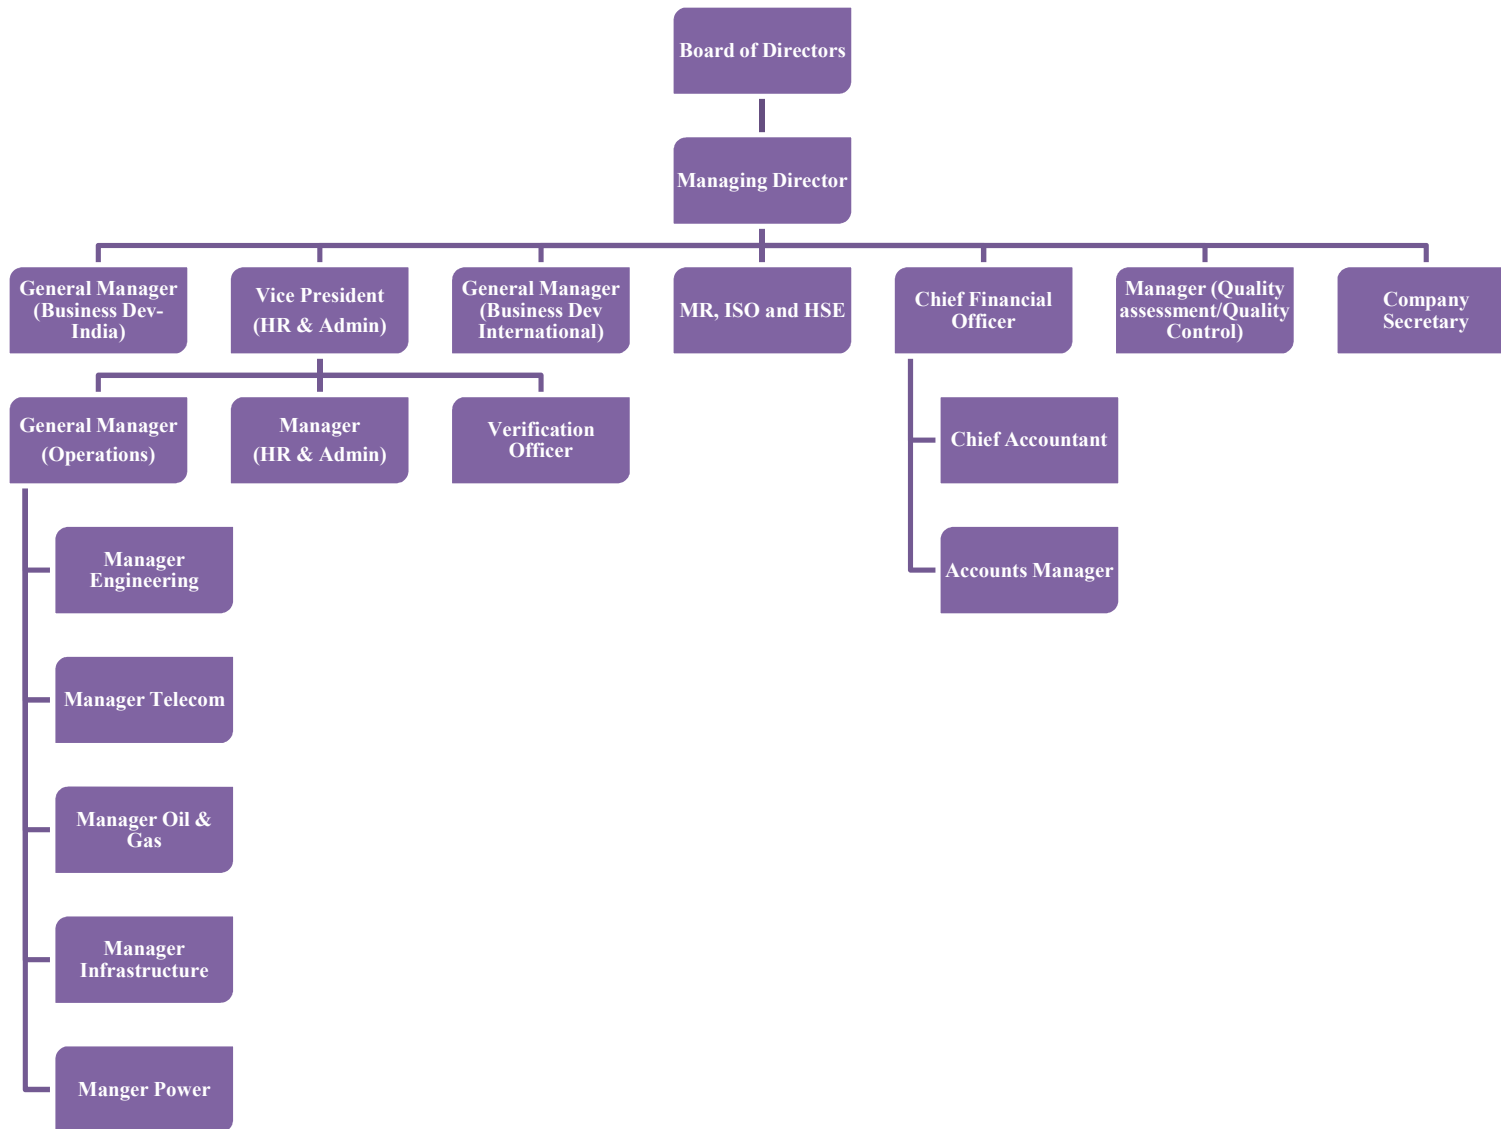 Board of Directors
Managing Director
General Manager
(Business Dev-
India)
Vice President
(HR & Admin)
General Manager
(Business Dev
International)
MR, ISO and HSE
Chief Financial
Officer
Manager (Quality
assessment/Quality
Control)
Company
Secretary
General Manager
(Operations)
Manager
(HR & Admin)
Verification
Officer
Chief Accountant
Manager
Engineering
Accounts Manager
Manager Telecom
Manager Oil &
Gas
Manager
Infrastructure
Manger Power